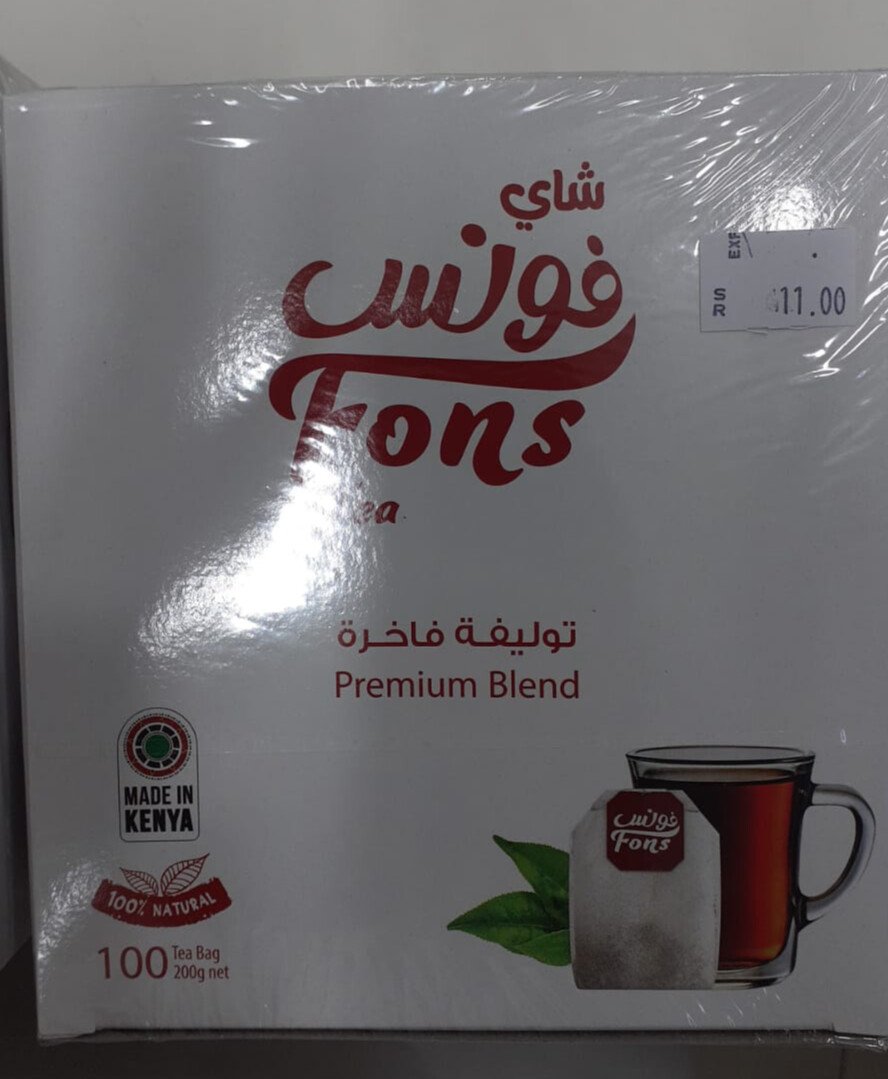 شاي
فونس
Fons
EXP
SR 11.00
توليفة فاخرة
Premium Blend
MADE IN
KENYA
100% NATURAL
100 Tea Bag
200g net
فونس
Fons